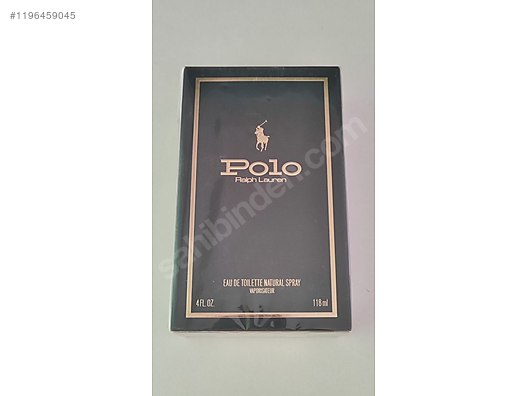 #1196459045
Polo
Ralph Lauren
sahibinden.com
EAU DE TOILETTE NATURAL SPRAY
VAPORISATEUR
4 FL. OZ. 118 ml